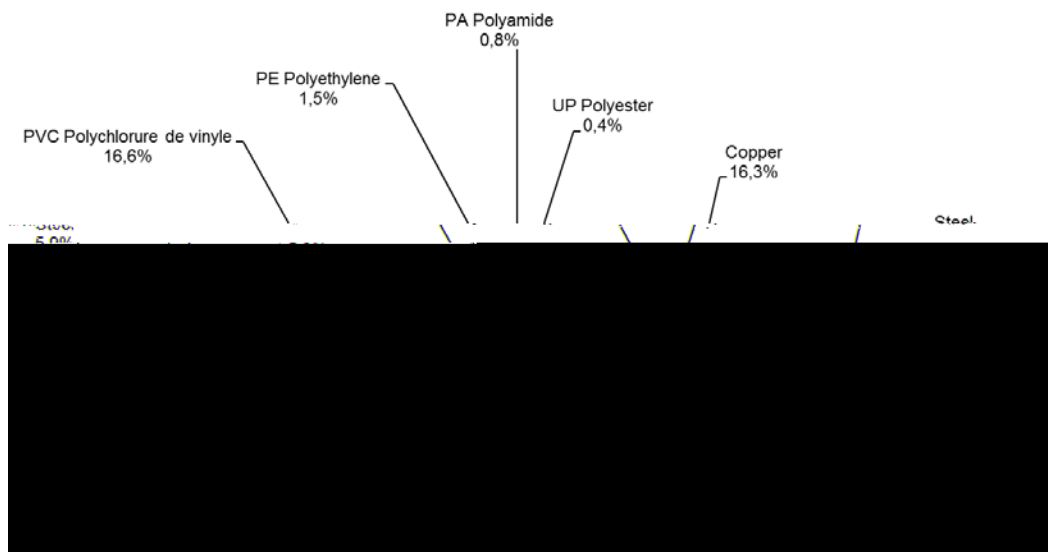 PA Polyamide
0,8%
PE Polyethylene
1,5%
UP Polyester
0,4%
PVC Polychlorure de vinyle
16,6%
Copper
16,3%
Steel